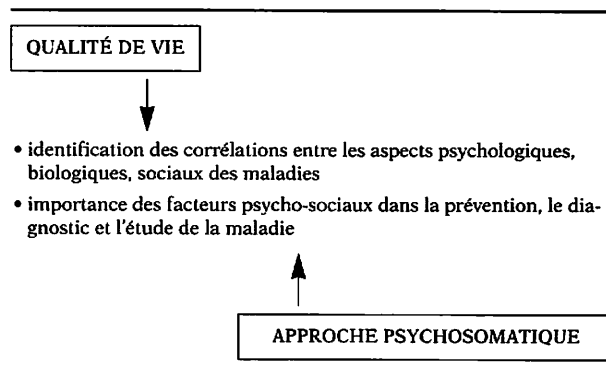 QUALITÉ DE VIE
• identification des corrélations entre les aspects psychologiques,
biologiques, sociaux des maladies
• importance des facteurs psycho-sociaux dans la prévention, le dia-
gnostic et l'étude de la maladie
APPROCHE PSYCHOSOMATIQUE